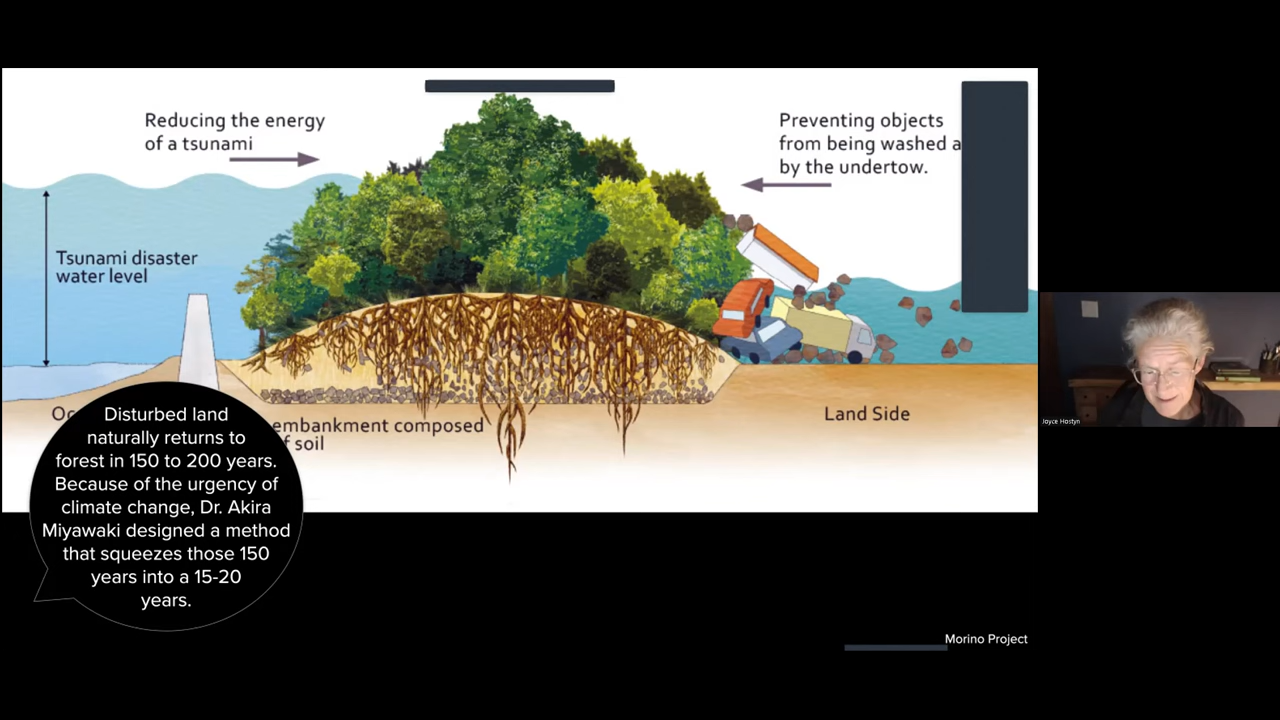 Reducing the energy
of a tsunami
Preventing objects
from being washed a
by the undertow.
Tsunami disaster
water level
embankment composed
f soil
Land Side
Disturbed land
naturally returns to
forest in 150 to 200 years.
Because of the urgency of
climate change, Dr. Akira
Miyawaki designed a method
that squeezes those 150
years into a 15-20
years.
Morino Project
Joyce Hostyn